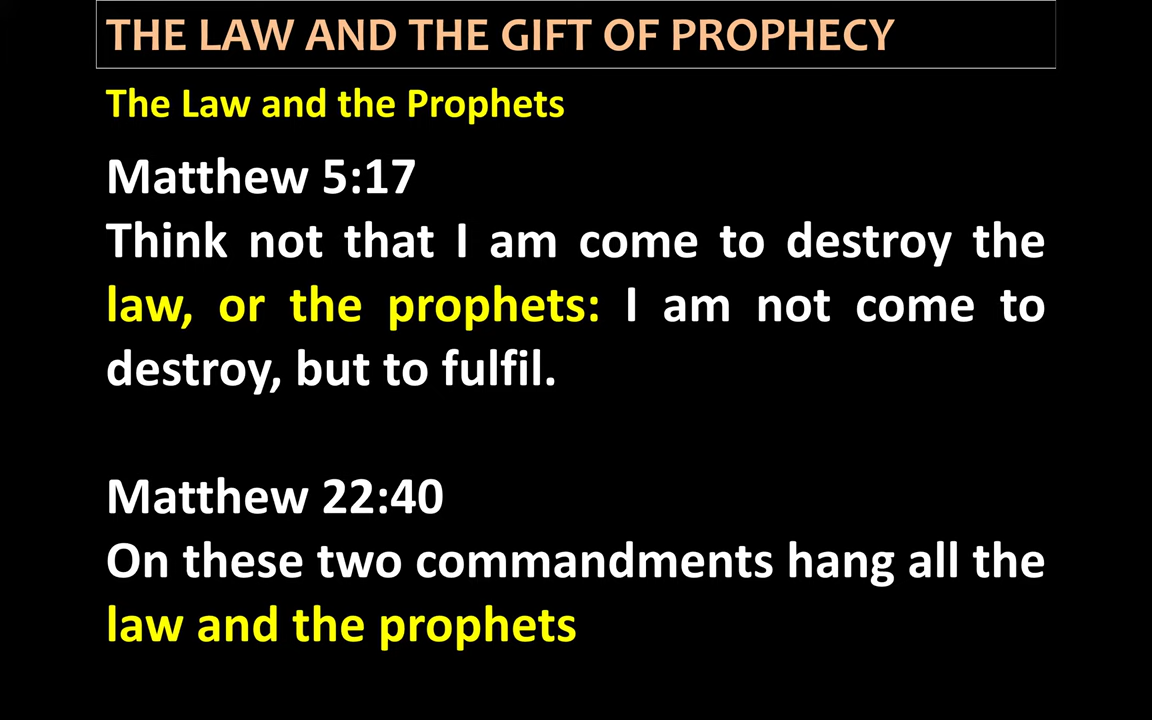 THE LAW AND THE GIFT OF PROPHECY
The Law and the Prophets
Matthew 5:17
Think not that I am come to destroy the
law, or the prophets: I am not come to
destroy, but to fulfil.
Matthew 22:40
On these two commandments hang all the
law and the prophets